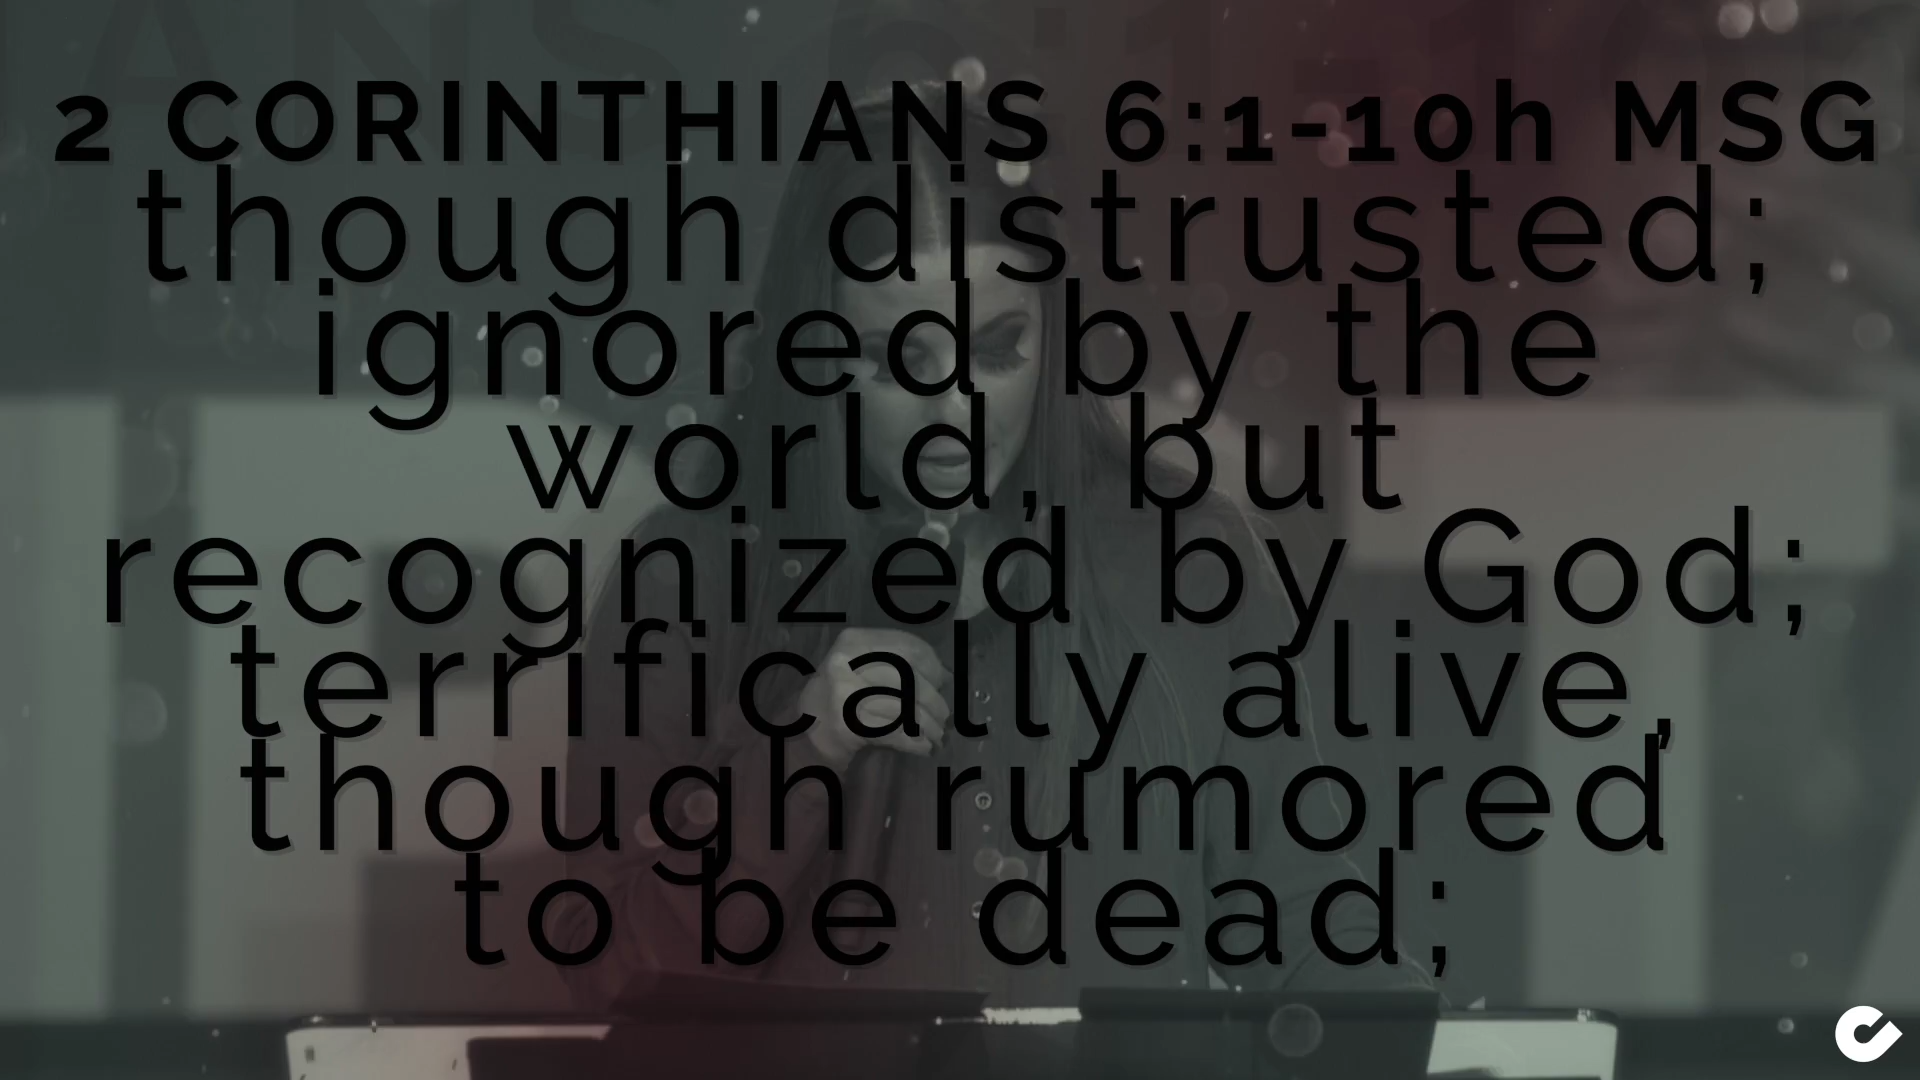 2 CORINTHIANS 6:1-10h MSG
though distrusted;
ignored by the
world, but
recognized by God;
terrifically alive,
though rumored
to be dead;